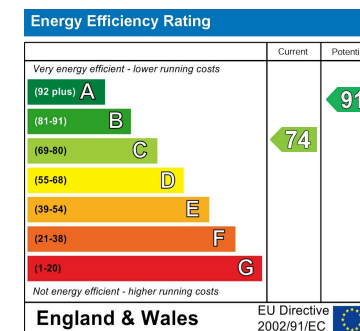 Energy Efficiency Rating
Current
Very energy efficient - lower running costs
(92 plus) A
(81-91) B
(69-80) C
(55-68) D
(39-54) E
(21-38) F
(1-20) G
74
91
Not energy efficient - higher running costs
England & Wales
EU Directive
2002/91/EC